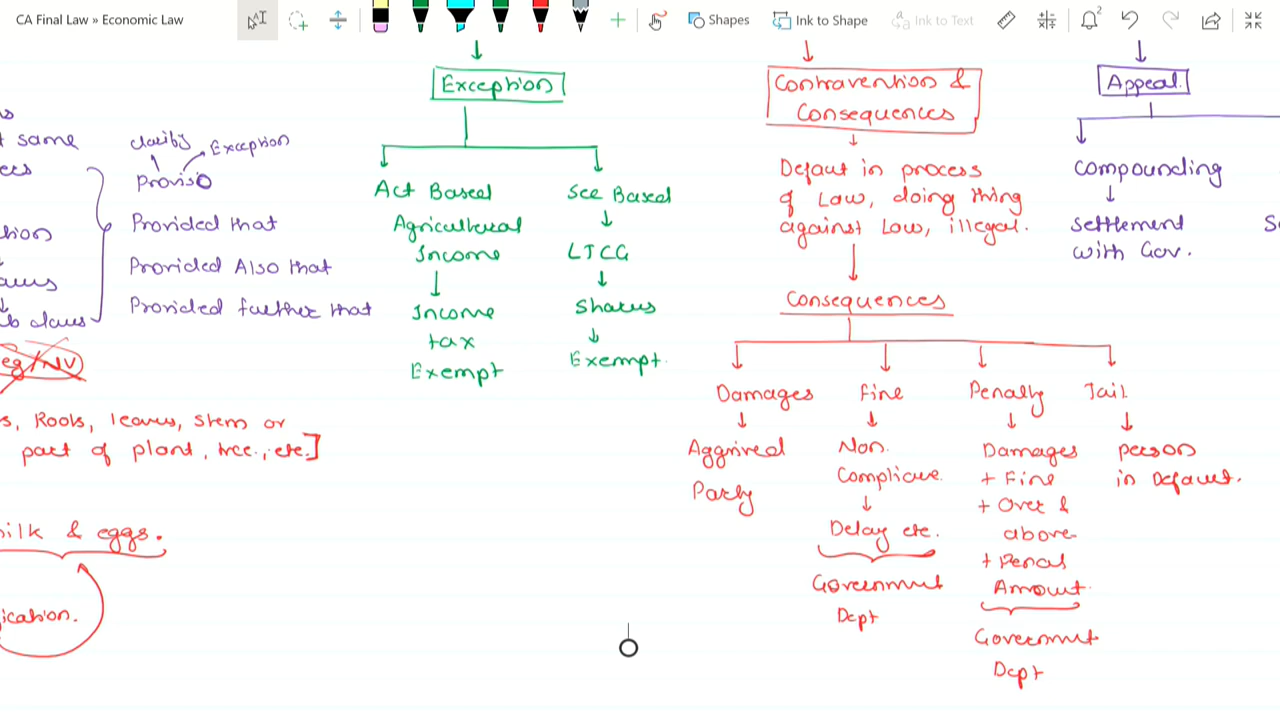 CA Final Law » Economic Law
Shapes
Ink to Shape
Ink to Text
2
same
clarify
Exception
Proviso
Provided that
Provided Also that
Provided further that
Roots, leaves, stem or
part of plant, tree, etc.]
& eggs.
Exception
Act Based
Agricultural
Income
Income
tax
Exempt
Sec Based
LTCG
Shares
Exempt.
Contravention &
Consequences
Defaut in process
of Law, doing thing
against Law, illegal.
Consequences
Damages
Aggrived
Party
Fine
Non.
Compliance.
Delay etc.
Government
Dept
Penalty
Damages
+ Fine
+ Over &
above
+ Penal
Amount.
Government
Dept
Jail
person
in Defaut.
Appeal.
Compounding
Settlement
with Gov.